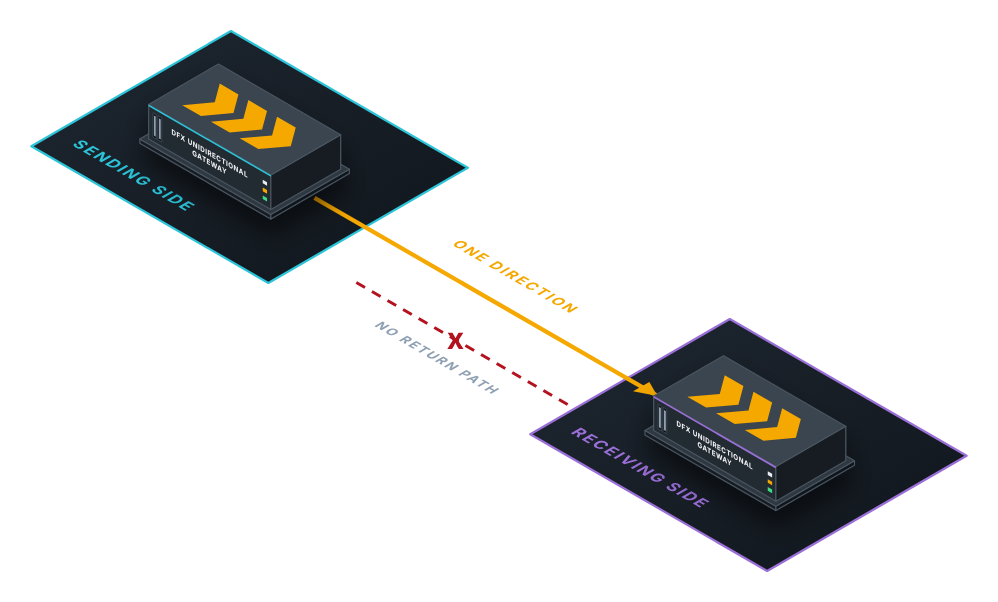 DFX UNIDIRECTIONAL
GATEWAY
SENDING SIDE
ONE DIRECTION
X
NO RETURN PATH
DFX UNIDIRECTIONAL
GATEWAY
RECEIVING SIDE